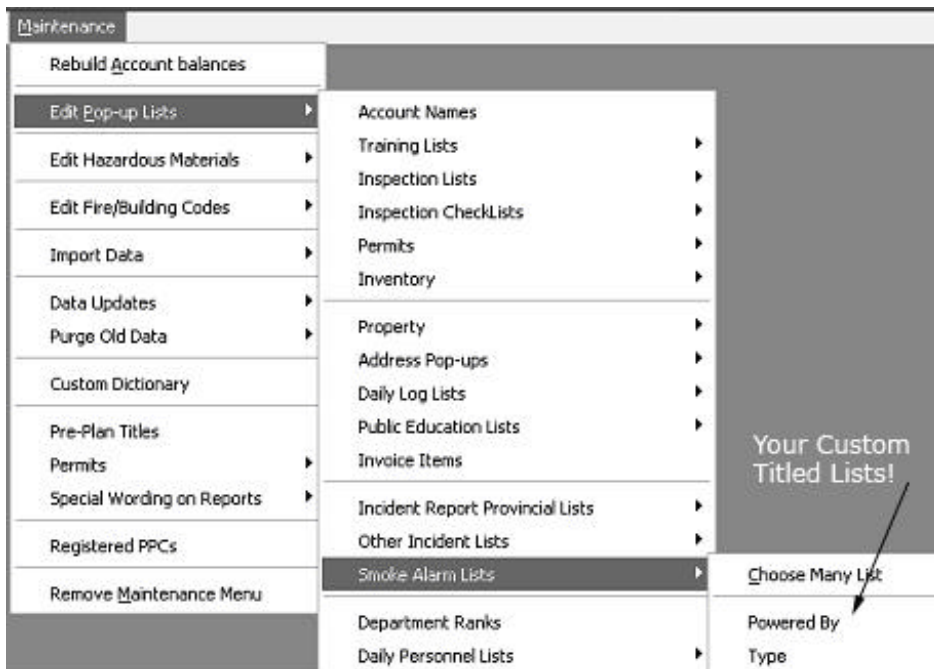 Maintenance
Rebuild Account balances
Edit Pop-up Lists
Edit Hazardous Materials
Edit Fire/Building Codes
Import Data
Data Updates
Purge Old Data
Custom Dictionary
Pre-Plan Titles
Permits
Special Wording on Reports
Registered PPCs
Remove Maintenance Menu
Account Names
Training Lists
Inspection Lists
Inspection CheckLists
Permits
Inventory
Property
Address Pop-ups
Daily Log Lists
Public Education Lists
Invoice Items
Incident Report Provincial Lists
Other Incident Lists
Smoke Alarm Lists
Department Ranks
Daily Personnel Lists
Your Custom
Titled Lists!
Choose Many List
Powered By
Type